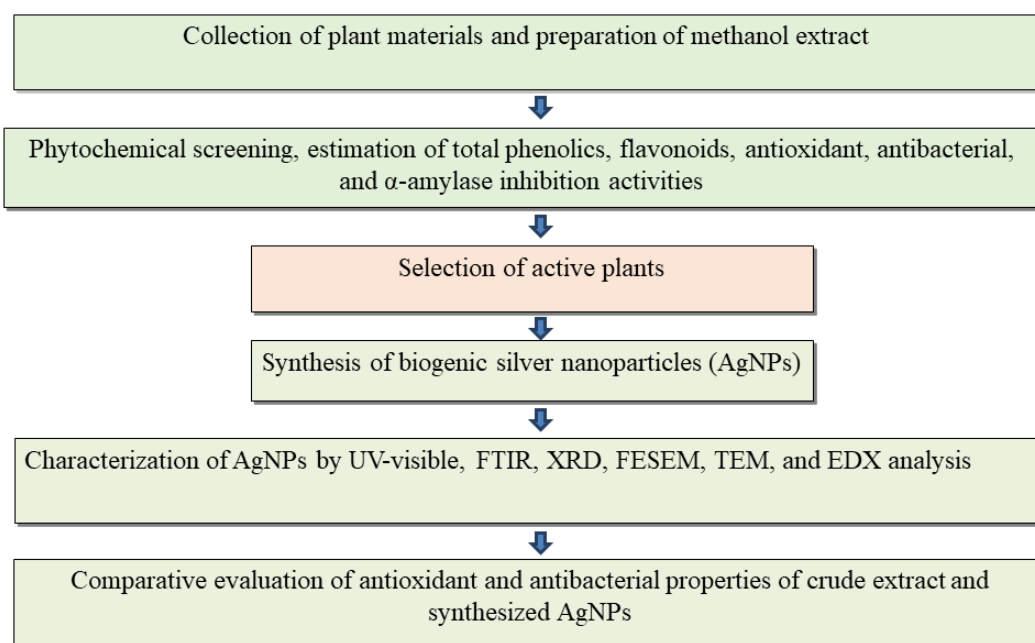 Collection of plant materials and preparation of methanol extract
Phytochemical screening, estimation of total phenolics, flavonoids, antioxidant, antibacterial,
and α-amylase inhibition activities
Selection of active plants
Synthesis of biogenic silver nanoparticles (AgNPs)
Characterization of AgNPs by UV-visible, FTIR, XRD, FESEM, TEM, and EDX analysis
Comparative evaluation of antioxidant and antibacterial properties of crude extract and
synthesized AgNPs